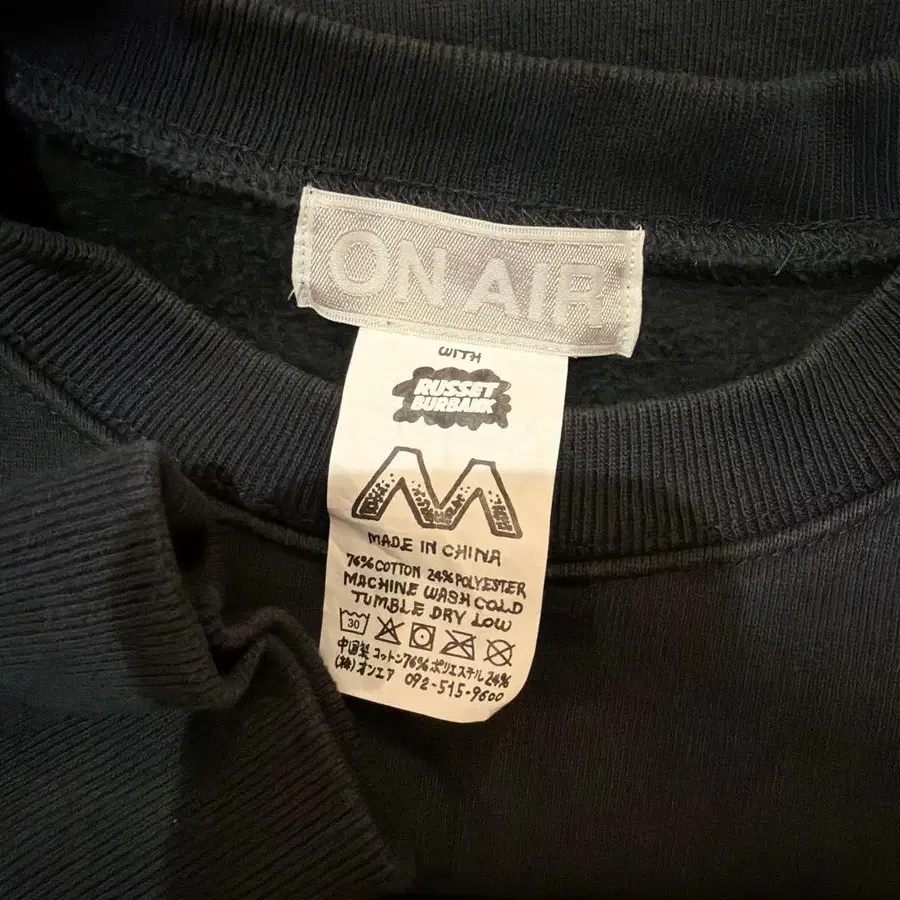 ON AIR
WITH
RUSSET
BURBANK
M
MADE IN CHINA
76% COTTON 24% POLYESTER
MACHINE WASH COLD
TUMBLE DRY LOW
30
中国製 コットン76% ポリエステル 24%
(株)オンエア 092-515-9600